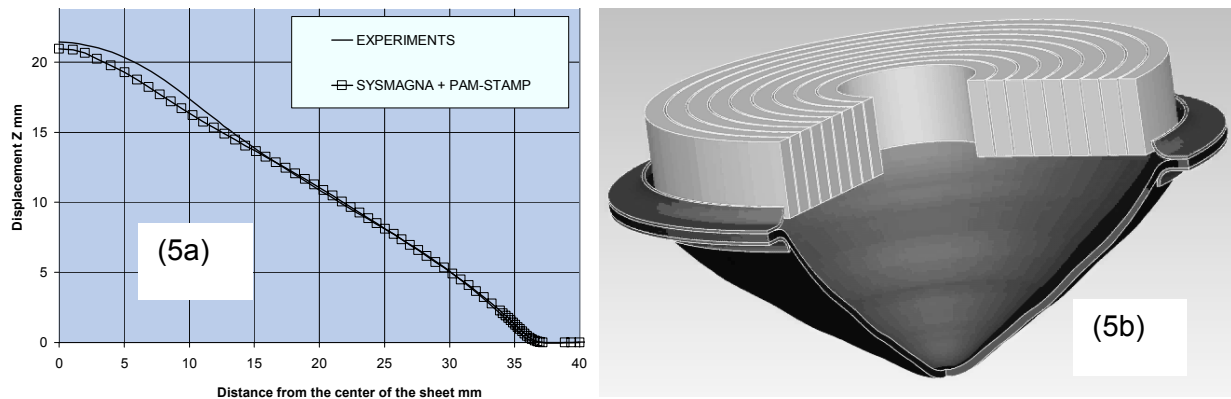 Displacement Z mm
20
15
10
5
0
EXPERIMENTS
SYSMAGNA + PAM-STAMP
(5a)
0 5 10 15 20 25 30 35 40
Distance from the center of the sheet mm
(5b)